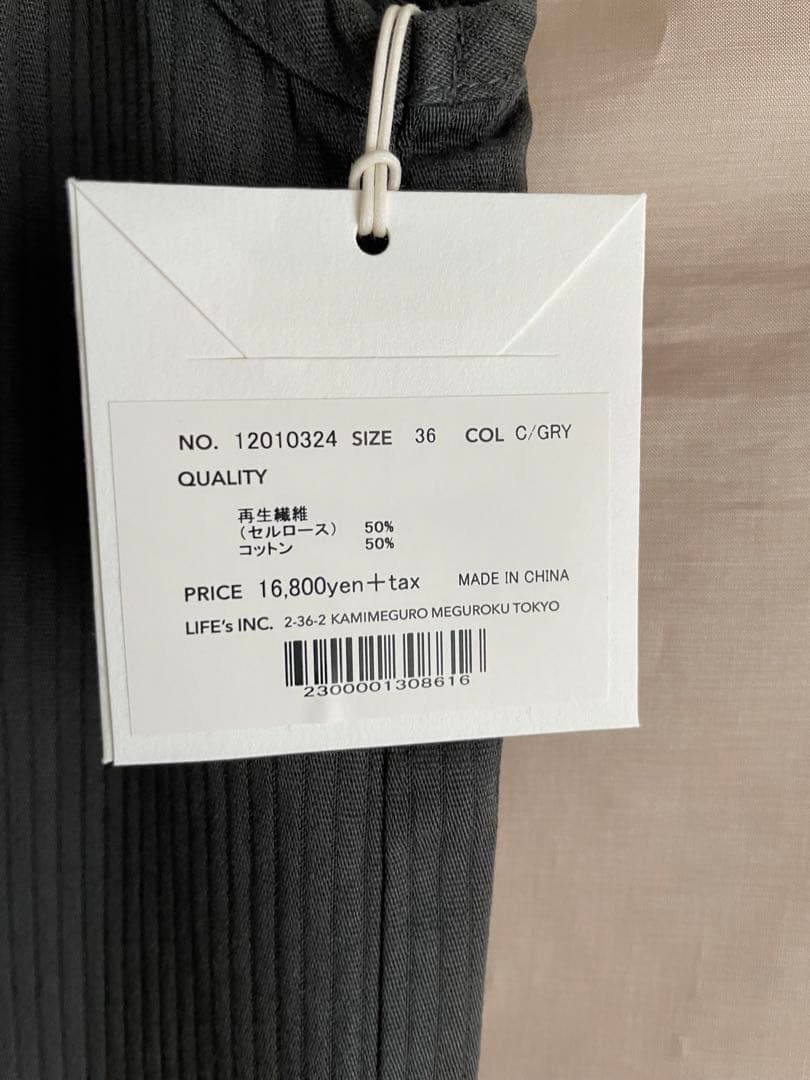 NO. 12010324 SIZE 36 COL C/GRY
QUALITY
再生繊維
(セルロース) 50%
コットン 50%
PRICE 16,800yen+tax MADE IN CHINA
LIFE's INC. 2-36-2 KAMIMEGURO MEGUROKU TOKYO
2300001308616